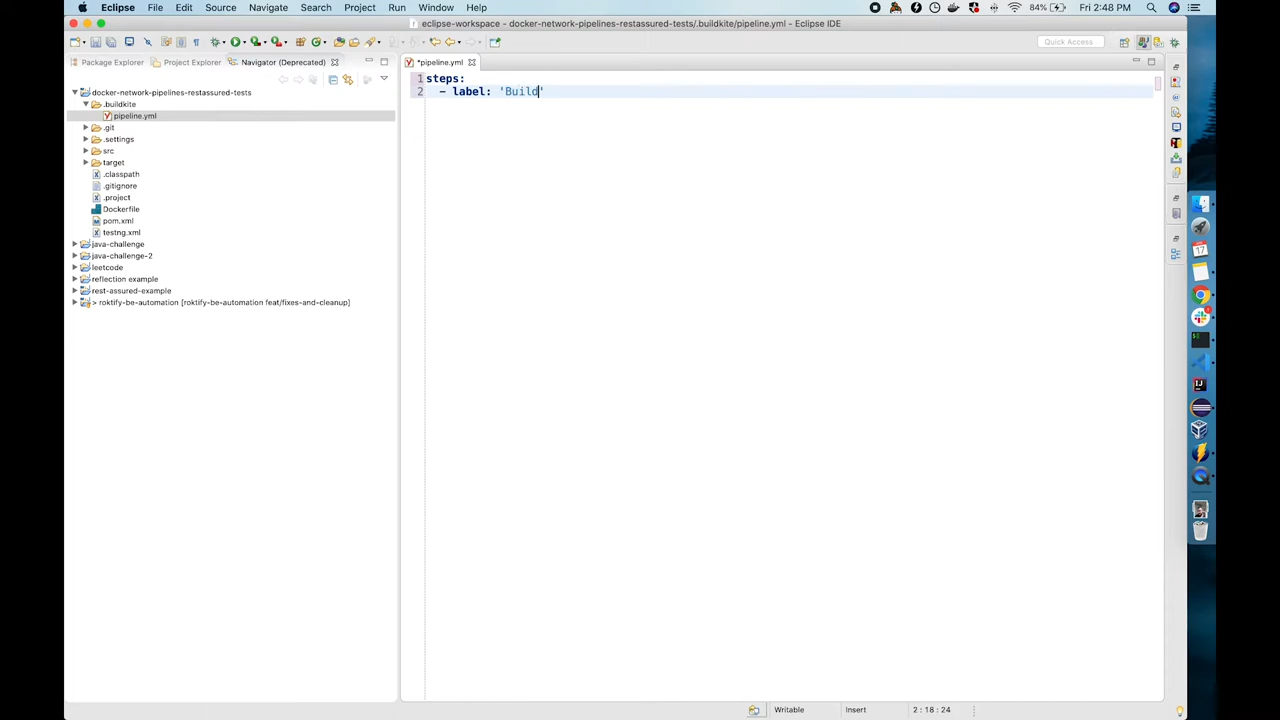 Eclipse File Edit Source Navigate Search Project Run Window Help 84% Fri 2:48 PM
eclipse-workspace - docker-network-pipelines-restassured-tests/.buildkite/pipeline.yml - Eclipse IDE
Quick Access
Package Explorer Project Explorer Navigator (Deprecated)
*pipeline.yml
docker-network-pipelines-restassured-tests
.buildkite
pipeline.yml
.git
.settings
src
target
.classpath
.gitignore
.project
Dockerfile
pom.xml
testng.xml
java-challenge
java-challenge-2
leetcode
reflection example
rest-assured-example
> roktify-be-automation [roktify-be-automation feat/fixes-and-cleanup]
1 steps:
2 - label: 'Build'
17
Writable Insert 2 : 18 : 24